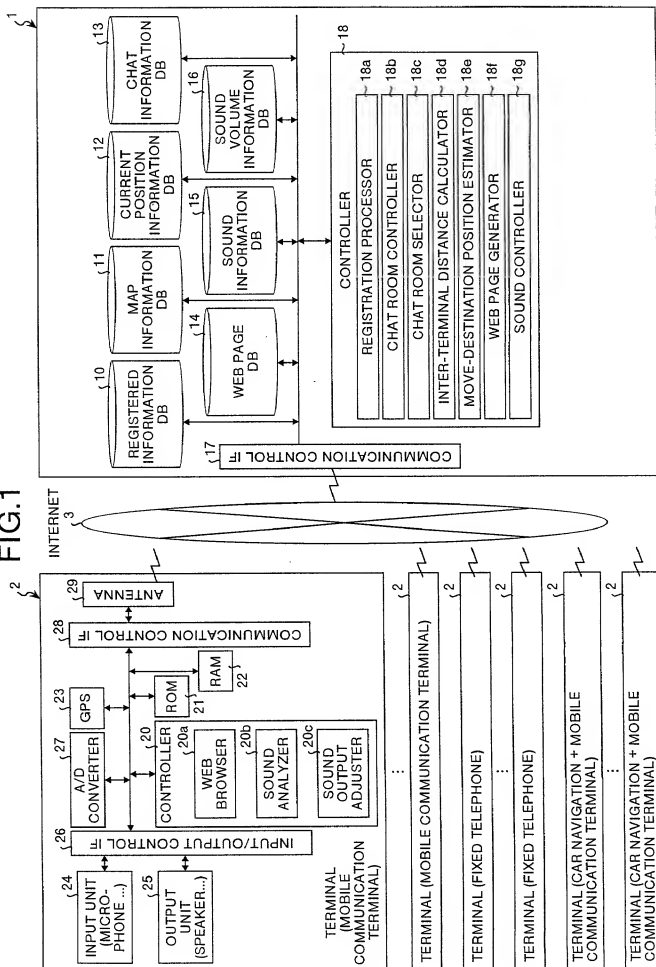 FIG.1
2
INPUT UNIT
(MICRO-
PHONE ...)
24
OUTPUT
UNIT
(SPEAKER...)
25
INPUT/OUTPUT CONTROL IF
26
A/D
CONVERTER
27
GPS
23
CONTROLLER
20
WEB
BROWSER
20a
SOUND
ANALYZER
20b
SOUND
OUTPUT
ADJUSTER
20c
ROM
21
RAM
22
COMMUNICATION CONTROL IF
28
ANTENNA
29
TERMINAL
(MOBILE
COMMUNICATION
TERMINAL)
...
TERMINAL (MOBILE COMMUNICATION TERMINAL)
2
TERMINAL (FIXED TELEPHONE)
2
...
TERMINAL (FIXED TELEPHONE)
2
TERMINAL (CAR NAVIGATION + MOBILE
COMMUNICATION TERMINAL)
2
...
TERMINAL (CAR NAVIGATION + MOBILE
COMMUNICATION TERMINAL)
2
INTERNET
3
1
COMMUNICATION CONTROL IF
17
REGISTERED
INFORMATION
DB
10
MAP
INFORMATION
DB
11
CURRENT
POSITION
INFORMATION
DB
12
CHAT
INFORMATION
DB
13
WEB PAGE
DB
14
SOUND
INFORMATION
DB
15
SOUND
VOLUME
INFORMATION
DB
16
CONTROLLER
18
REGISTRATION PROCESSOR
18a
CHAT ROOM CONTROLLER
18b
CHAT ROOM SELECTOR
18c
INTER-TERMINAL DISTANCE CALCULATOR
18d
MOVE-DESTINATION POSITION ESTIMATOR
18e
WEB PAGE GENERATOR
18f
SOUND CONTROLLER
18g